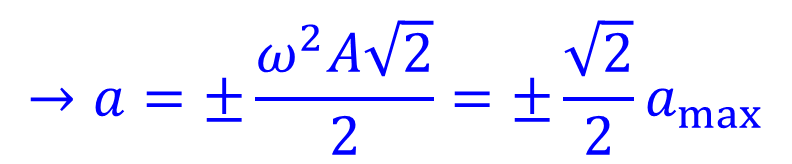 → a = ± ω²A√2/2 = ± √2/2 a_max